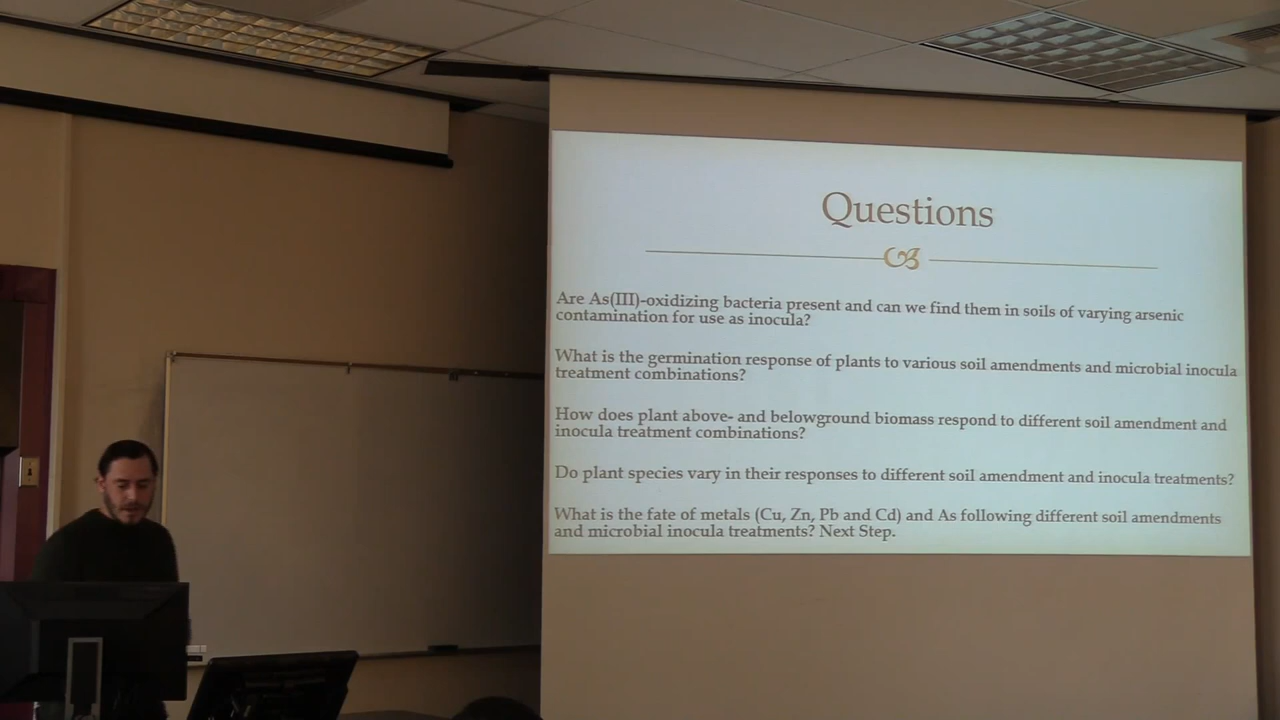 Questions
Are As(III)-oxidizing bacteria present and can we find them in soils of varying arsenic
contamination for use as inocula?
What is the germination response of plants to various soil amendments and microbial inocula
treatment combinations?
How does plant above- and belowground biomass respond to different soil amendment and
inocula treatment combinations?
Do plant species vary in their responses to different soil amendment and inocula treatments?
What is the fate of metals (Cu, Zn, Pb and Cd) and As following different soil amendments
and microbial inocula treatments? Next Step.